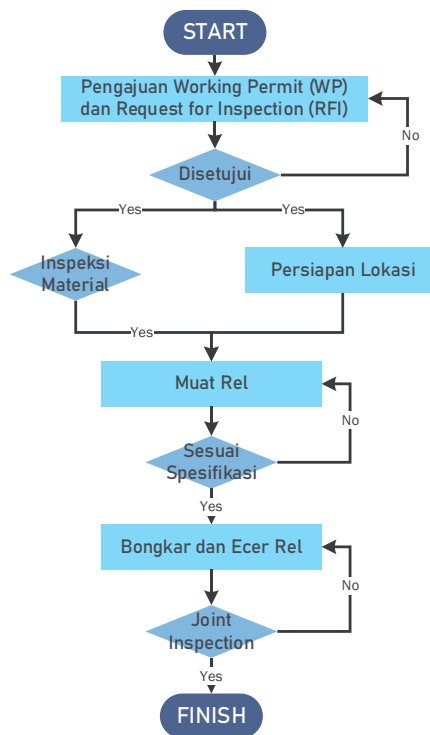 START
Pengajuan Working Permit (WP)
dan Request for Inspection (RFI)
No
Disetujui
Yes
Yes
Inspeksi
Material
Persiapan Lokasi
Yes
Muat Rel
No
Sesuai
Spesifikasi
Yes
Bongkar dan Ecer Rel
No
Joint
Inspection
Yes
FINISH